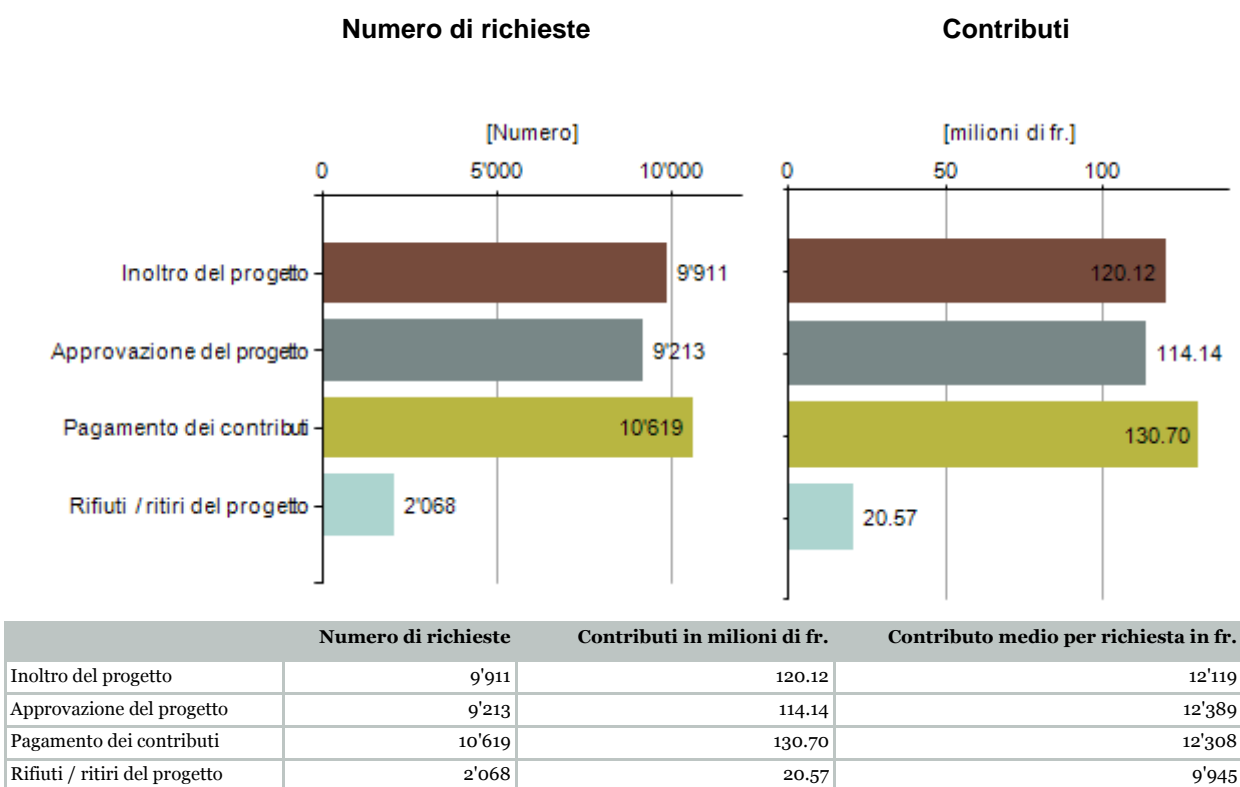 Numero di richieste Contributi
[Numero] [milioni di fr.]
0 5'000 10'000 0 50 100
Inoltro del progetto 9'911 120.12
Approvazione del progetto 9'213 114.14
Pagamento dei contributi 10'619 130.70
Rifiuti / ritiri del progetto 2'068 20.57
Numero di richieste Contributi in milioni di fr. Contributo medio per richiesta in fr.
Inoltro del progetto 9'911 120.12 12'119
Approvazione del progetto 9'213 114.14 12'389
Pagamento dei contributi 10'619 130.70 12'308
Rifiuti / ritiri del progetto 2'068 20.57 9'945